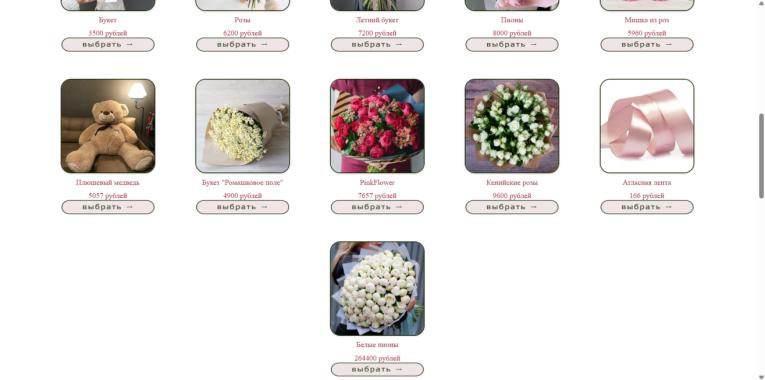 Букет
Розы
Летний букет
Пионы
Мишка из роз
3500 рублей
6200 рублей
7200 рублей
8000 рублей
5960 рублей
выбрать →
выбрать →
выбрать →
выбрать →
выбрать →
Плюшевый медведь
Букет "Ромашковое поле"
PinkFlower
Кенийские розы
Атласная лента
5057 рублей
4900 рублей
7657 рублей
9600 рублей
166 рублей
выбрать →
выбрать →
выбрать →
выбрать →
выбрать →
Белые пионы
264400 рублей
выбрать →